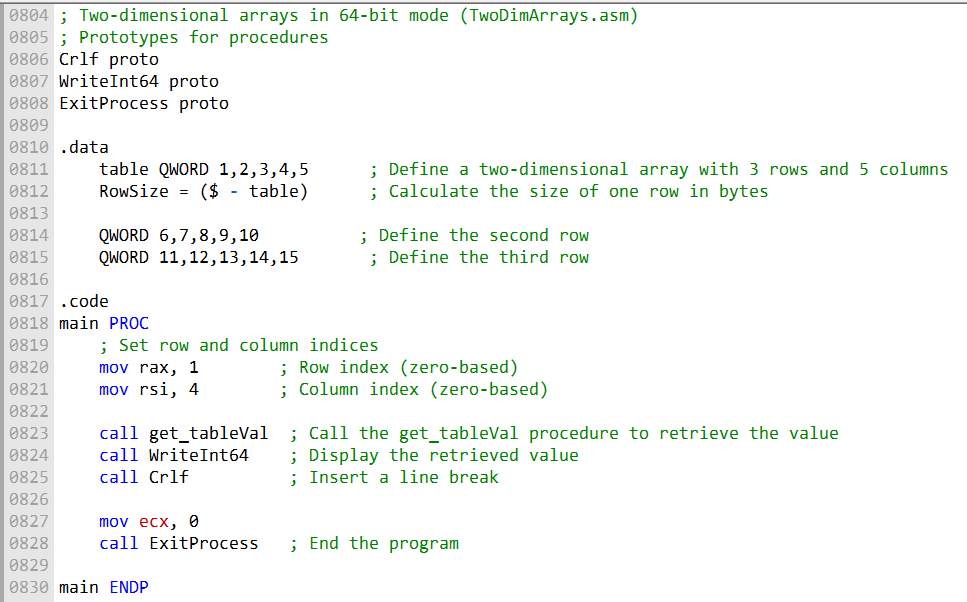 0804 ; Two-dimensional arrays in 64-bit mode (TwoDimArrays.asm)
0805 ; Prototypes for procedures
0806 Crlf proto
0807 WriteInt64 proto
0808 ExitProcess proto
0809
0810 .data
0811     table QWORD 1,2,3,4,5      ; Define a two-dimensional array with 3 rows and 5 columns
0812     RowSize = ($ - table)      ; Calculate the size of one row in bytes
0813
0814     QWORD 6,7,8,9,10          ; Define the second row
0815     QWORD 11,12,13,14,15       ; Define the third row
0816
0817 .code
0818 main PROC
0819     ; Set row and column indices
0820     mov rax, 1        ; Row index (zero-based)
0821     mov rsi, 4        ; Column index (zero-based)
0822
0823     call get_tableVal  ; Call the get_tableVal procedure to retrieve the value
0824     call WriteInt64    ; Display the retrieved value
0825     call Crlf          ; Insert a line break
0826
0827     mov ecx, 0
0828     call ExitProcess   ; End the program
0829
0830 main ENDP